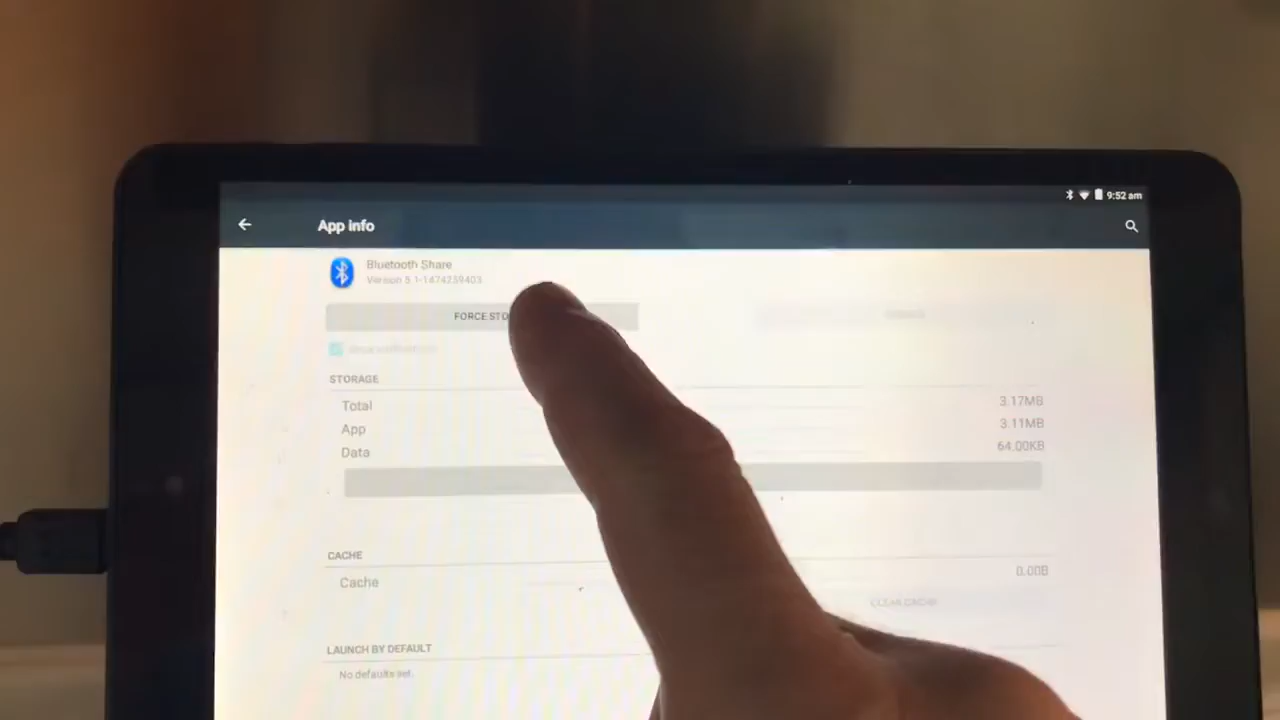 9:52 am
App info
Bluetooth Share
Version 5.1-1474259403
FORCE STO
STORAGE
Total 3.17MB
App 3.11MB
Data 64.00KB
CACHE
Cache 0.00B
CLEAR CACHE
LAUNCH BY DEFAULT
No defaults set.